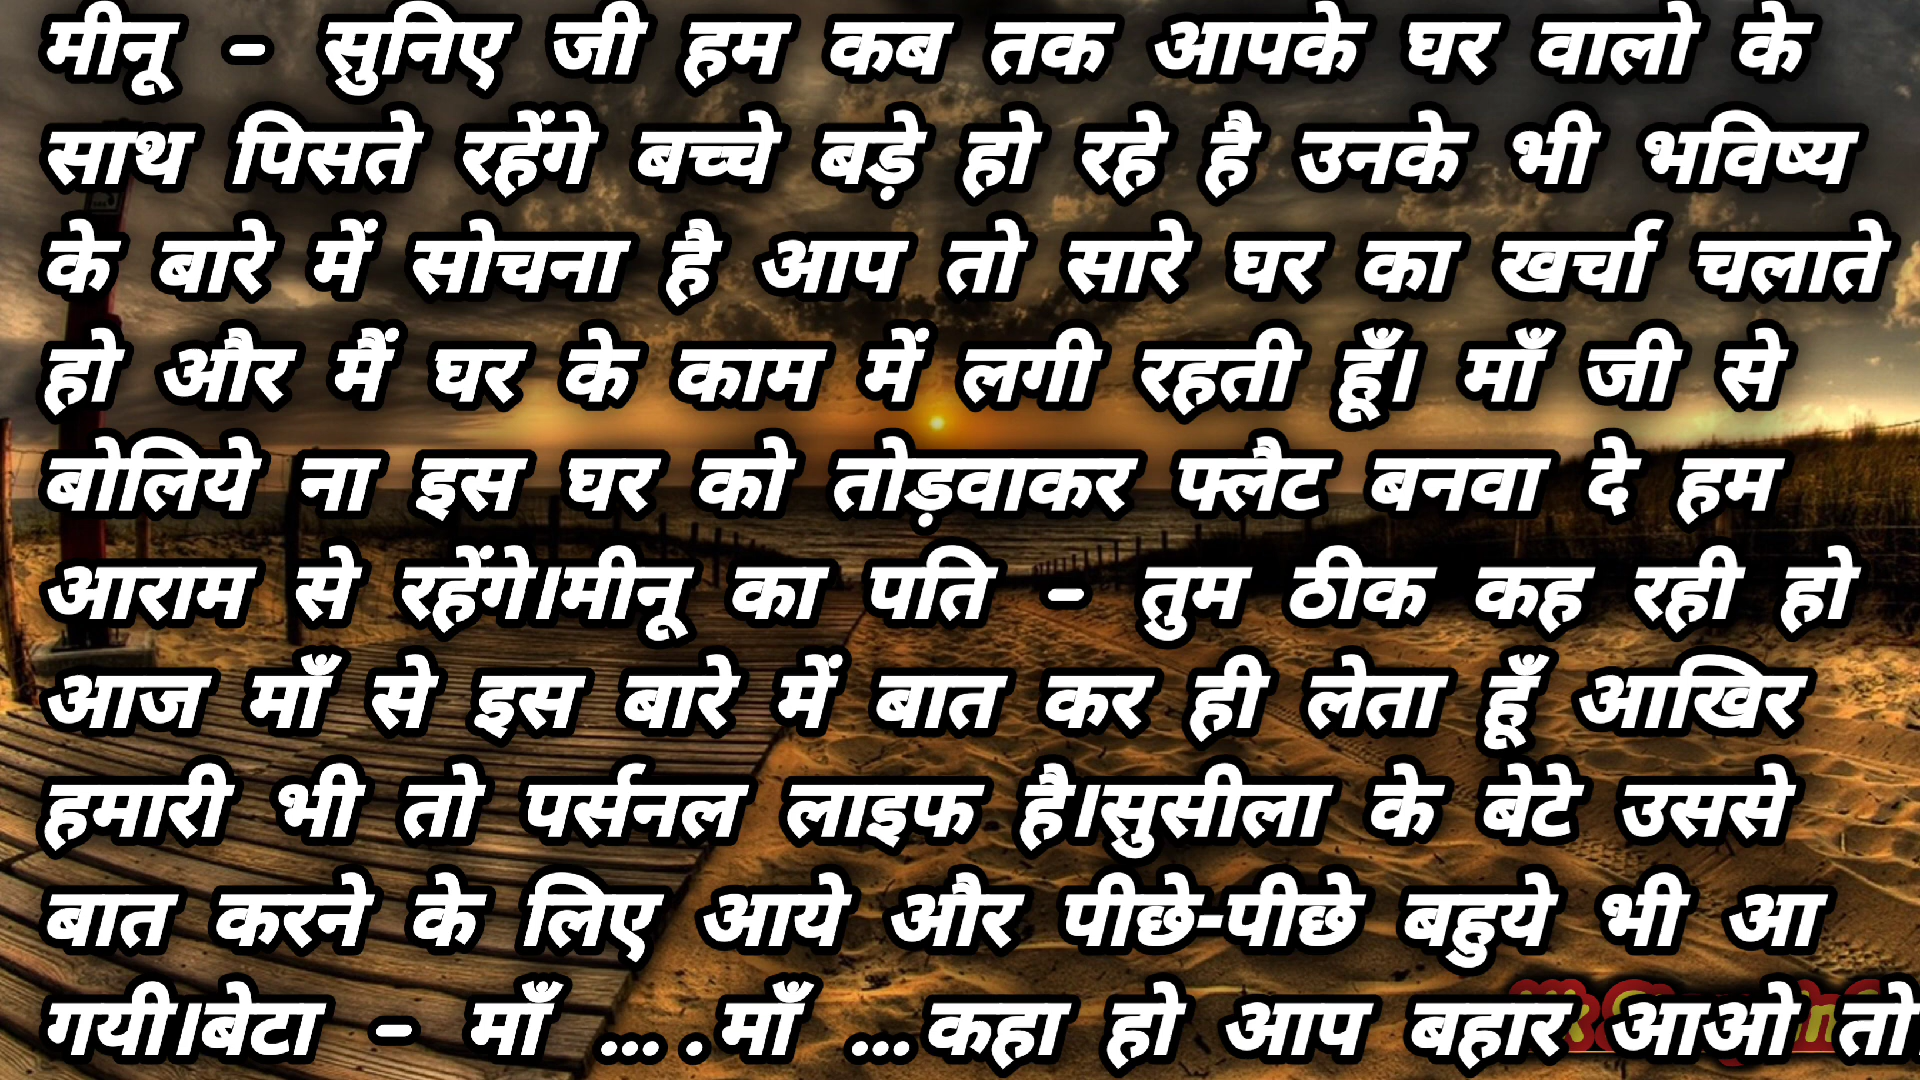 मीनू - सुनिए जी हम कब तक आपके घर वालो के
साथ पिसते रहेंगे बच्चे बड़े हो रहे है उनके भी भविष्य
के बारे में सोचना है आप तो सारे घर का खर्चा चलाते
हो और मैं घर के काम में लगी रहती हूँ। माँ जी से
बोलिये ना इस घर को तोड़वाकर फ्लैट बनवा दे हम
आराम से रहेंगे।मीनू का पति - तुम ठीक कह रही हो
आज माँ से इस बारे में बात कर ही लेता हूँ आखिर
हमारी भी तो पर्सनल लाइफ है।सुसीला के बेटे उससे
बात करने के लिए आये और पीछे-पीछे बहुये भी आ
गयी।बेटा - माँ ....माँ ...कहा हो आप बहार आओ तो